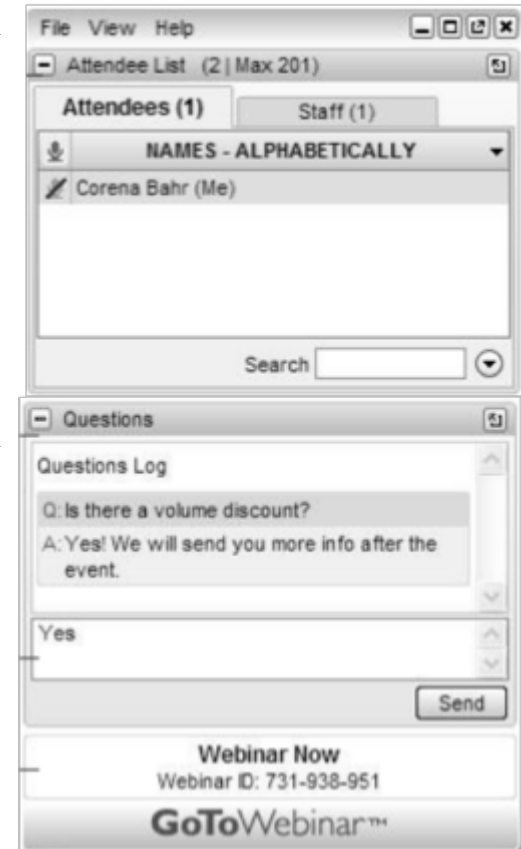 File View Help
Attendee List (2 | Max 201)
Attendees (1) Staff (1)
NAMES - ALPHABETICALLY
Corena Bahr (Me)
Search
Questions
Questions Log
Q: Is there a volume discount?
A: Yes! We will send you more info after the
event.
Yes
Send
Webinar Now
Webinar ID: 731-938-951
GoToWebinar™